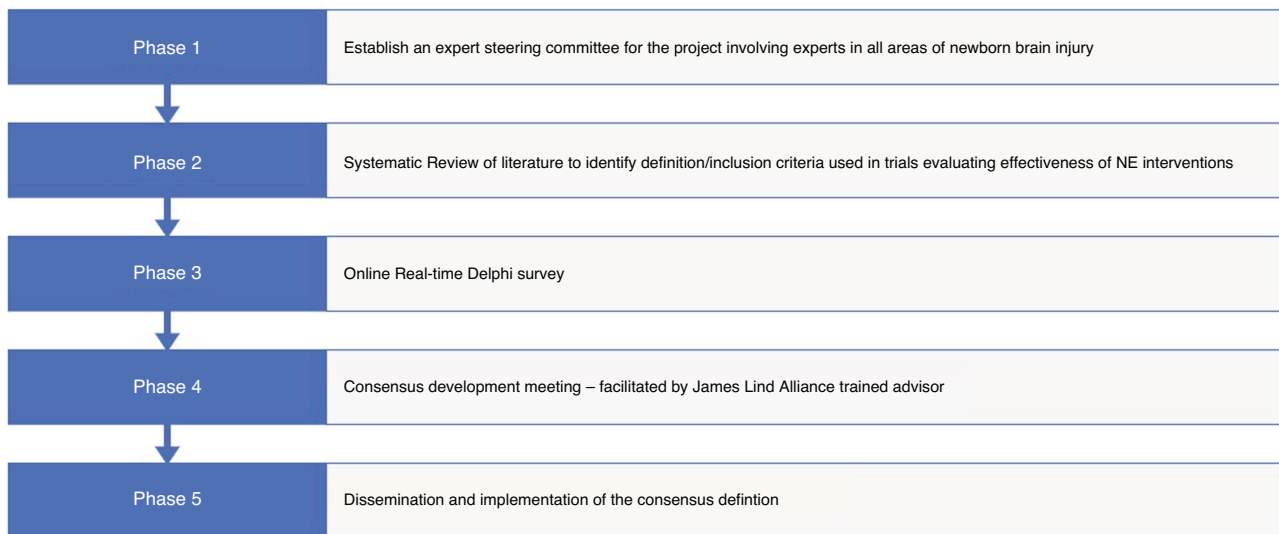 Phase 1
Establish an expert steering committee for the project involving experts in all areas of newborn brain injury
Phase 2
Systematic Review of literature to identify definition/inclusion criteria used in trials evaluating effectiveness of NE interventions
Phase 3
Online Real-time Delphi survey
Phase 4
Consensus development meeting – facilitated by James Lind Alliance trained advisor
Phase 5
Dissemination and implementation of the consensus defintion